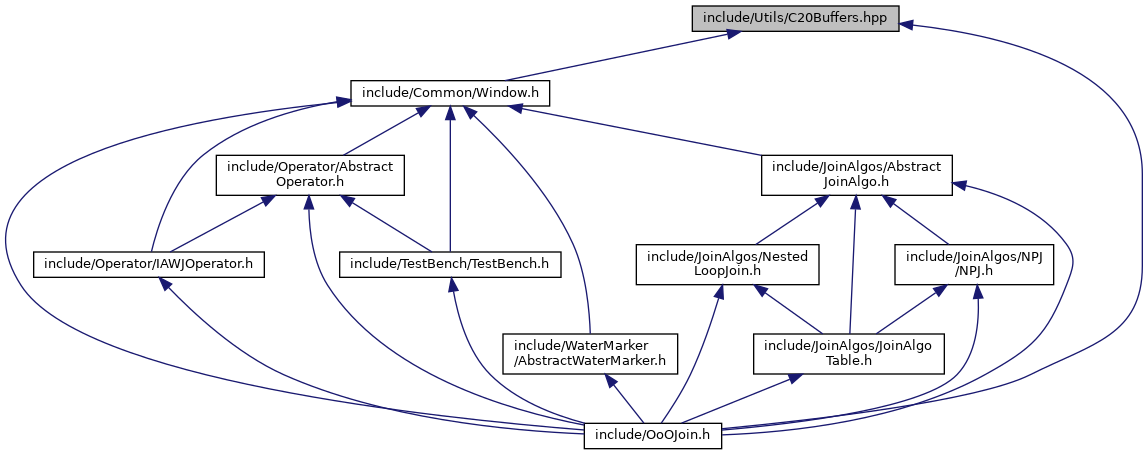 include/Utils/C20Buffers.hpp
include/Common/Window.h
include/Operator/Abstract
Operator.h
include/JoinAlgos/Abstract
JoinAlgo.h
include/Operator/IAWJOperator.h
include/TestBench/TestBench.h
include/JoinAlgos/Nested
LoopJoin.h
include/JoinAlgos/NPJ
/NPJ.h
include/WaterMarker
/AbstractWaterMarker.h
include/JoinAlgos/JoinAlgo
Table.h
include/OoOJoin.h